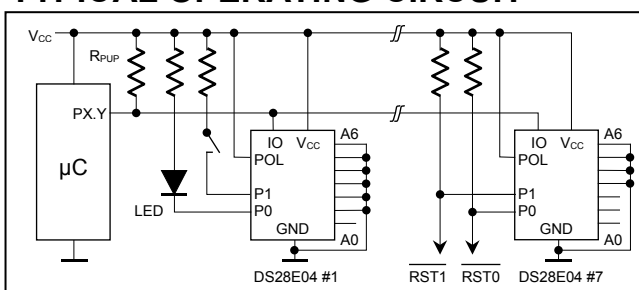 TYPICAL OPERATING CIRCUIT
VCC
RPUP
PX.Y
µC
LED
IO VCC
POL
P1
P0
GND
A6
A0
DS28E04 #1
RST1 RST0
IO VCC
POL
P1
P0
GND
A6
A0
DS28E04 #7